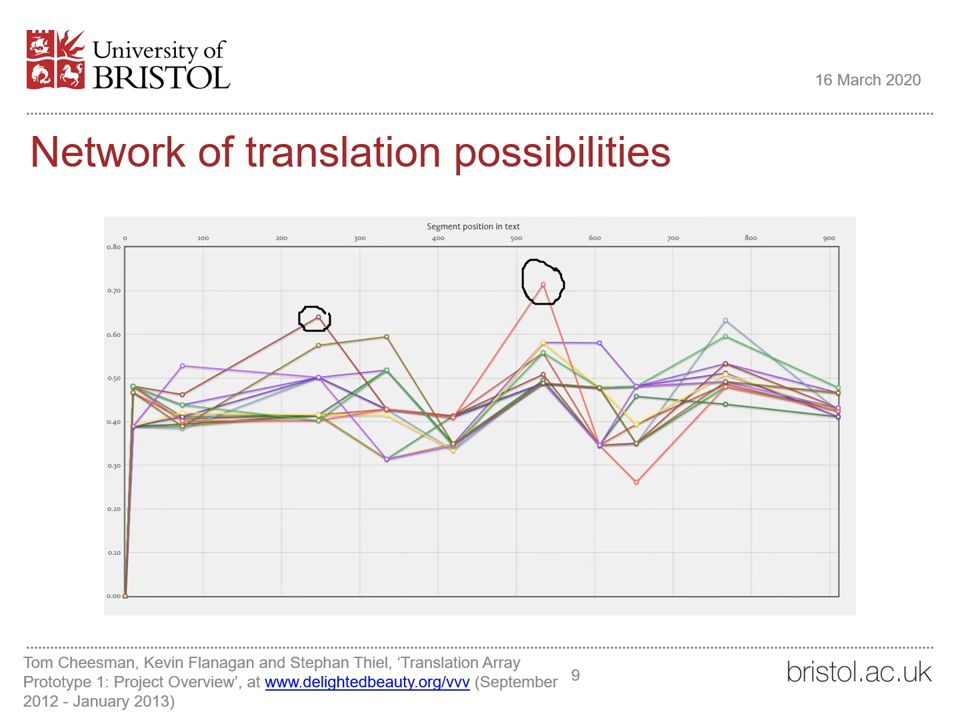 University of
BRISTOL
16 March 2020
Network of translation possibilities
Segment position in text
0 100 200 300 400 500 600 700 800 900
0.80
0.70
0.60
0.50
0.40
0.30
0.20
0.10
0.00
Tom Cheesman, Kevin Flanagan and Stephan Thiel, ‘Translation Array
Prototype 1: Project Overview’, at www.delightedbeauty.org/vvv (September
2012 - January 2013)
9
bristol.ac.uk